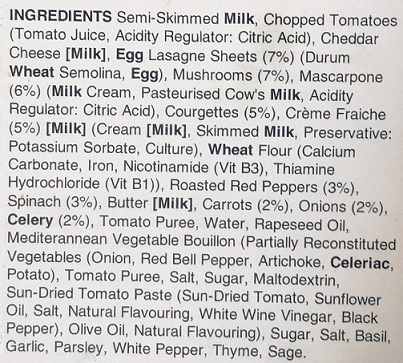 INGREDIENTS Semi-Skimmed Milk, Chopped Tomatoes
(Tomato Juice, Acidity Regulator: Citric Acid), Cheddar
Cheese [Milk], Egg Lasagne Sheets (7%) (Durum
Wheat Semolina, Egg), Mushrooms (7%), Mascarpone
(6%) (Milk Cream, Pasteurised Cow's Milk, Acidity
Regulator: Citric Acid), Courgettes (5%), Crème Fraiche
(5%) [Milk] (Cream [Milk], Skimmed Milk, Preservative:
Potassium Sorbate, Culture), Wheat Flour (Calcium
Carbonate, Iron, Nicotinamide (Vit B3), Thiamine
Hydrochloride (Vit B1)), Roasted Red Peppers (3%),
Spinach (3%), Butter [Milk], Carrots (2%), Onions (2%),
Celery (2%), Tomato Puree, Water, Rapeseed Oil,
Mediterannean Vegetable Bouillon (Partially Reconstituted
Vegetables (Onion, Red Bell Pepper, Artichoke, Celeriac,
Potato), Tomato Puree, Salt, Sugar, Maltodextrin,
Sun-Dried Tomato Paste (Sun-Dried Tomato, Sunflower
Oil, Salt, Natural Flavouring, White Wine Vinegar, Black
Pepper), Olive Oil, Natural Flavouring), Sugar, Salt, Basil,
Garlic, Parsley, White Pepper, Thyme, Sage.